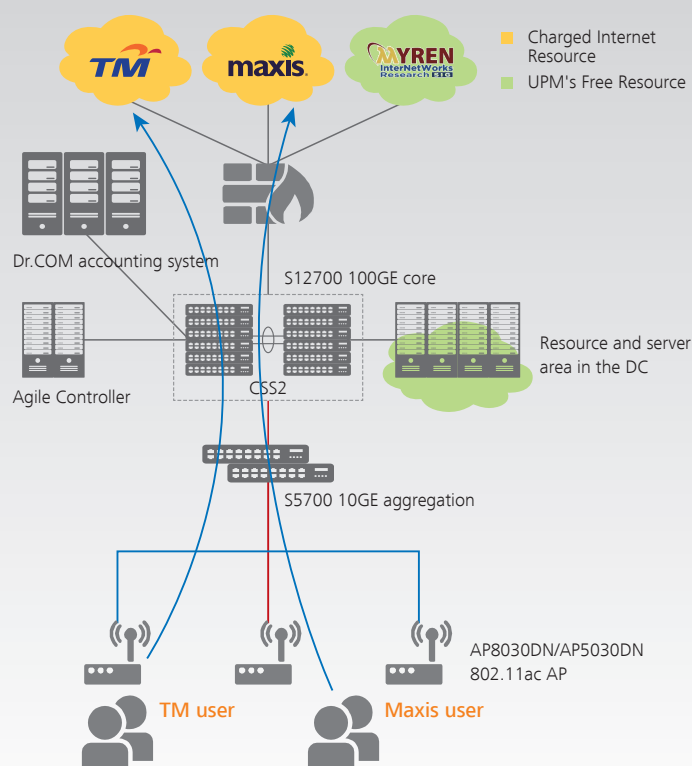 TM
maxis
MYREN
InterNetWorks
Research SIG
Charged Internet
Resource
UPM's Free Resource
Dr.COM accounting system
S12700 100GE core
Agile Controller
CSS2
Resource and server
area in the DC
S5700 10GE aggregation
AP8030DN/AP5030DN
802.11ac AP
TM user
Maxis user